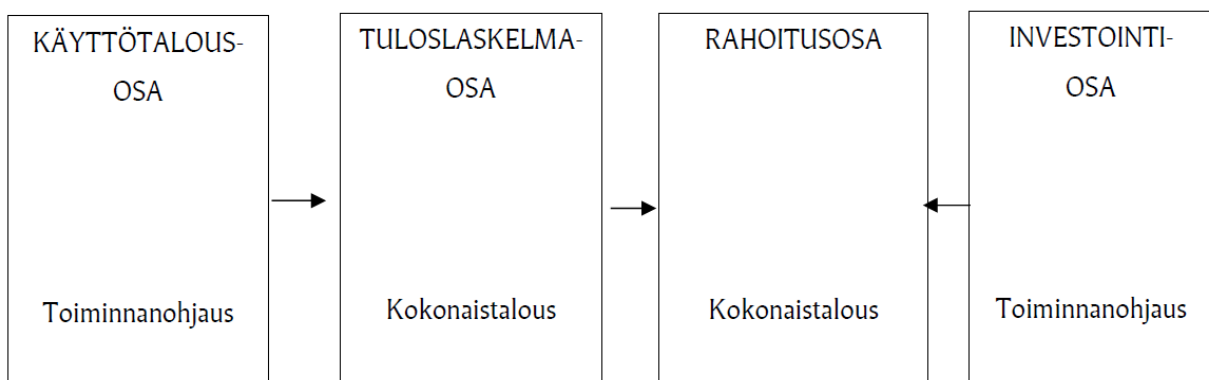 KÄYTTÖTALOUS-
OSA
Toiminnanohjaus
TULOSLASKELMA-
OSA
Kokonaistalous
RAHOITUSOSA
Kokonaistalous
INVESTOINTI-
OSA
Toiminnanohjaus